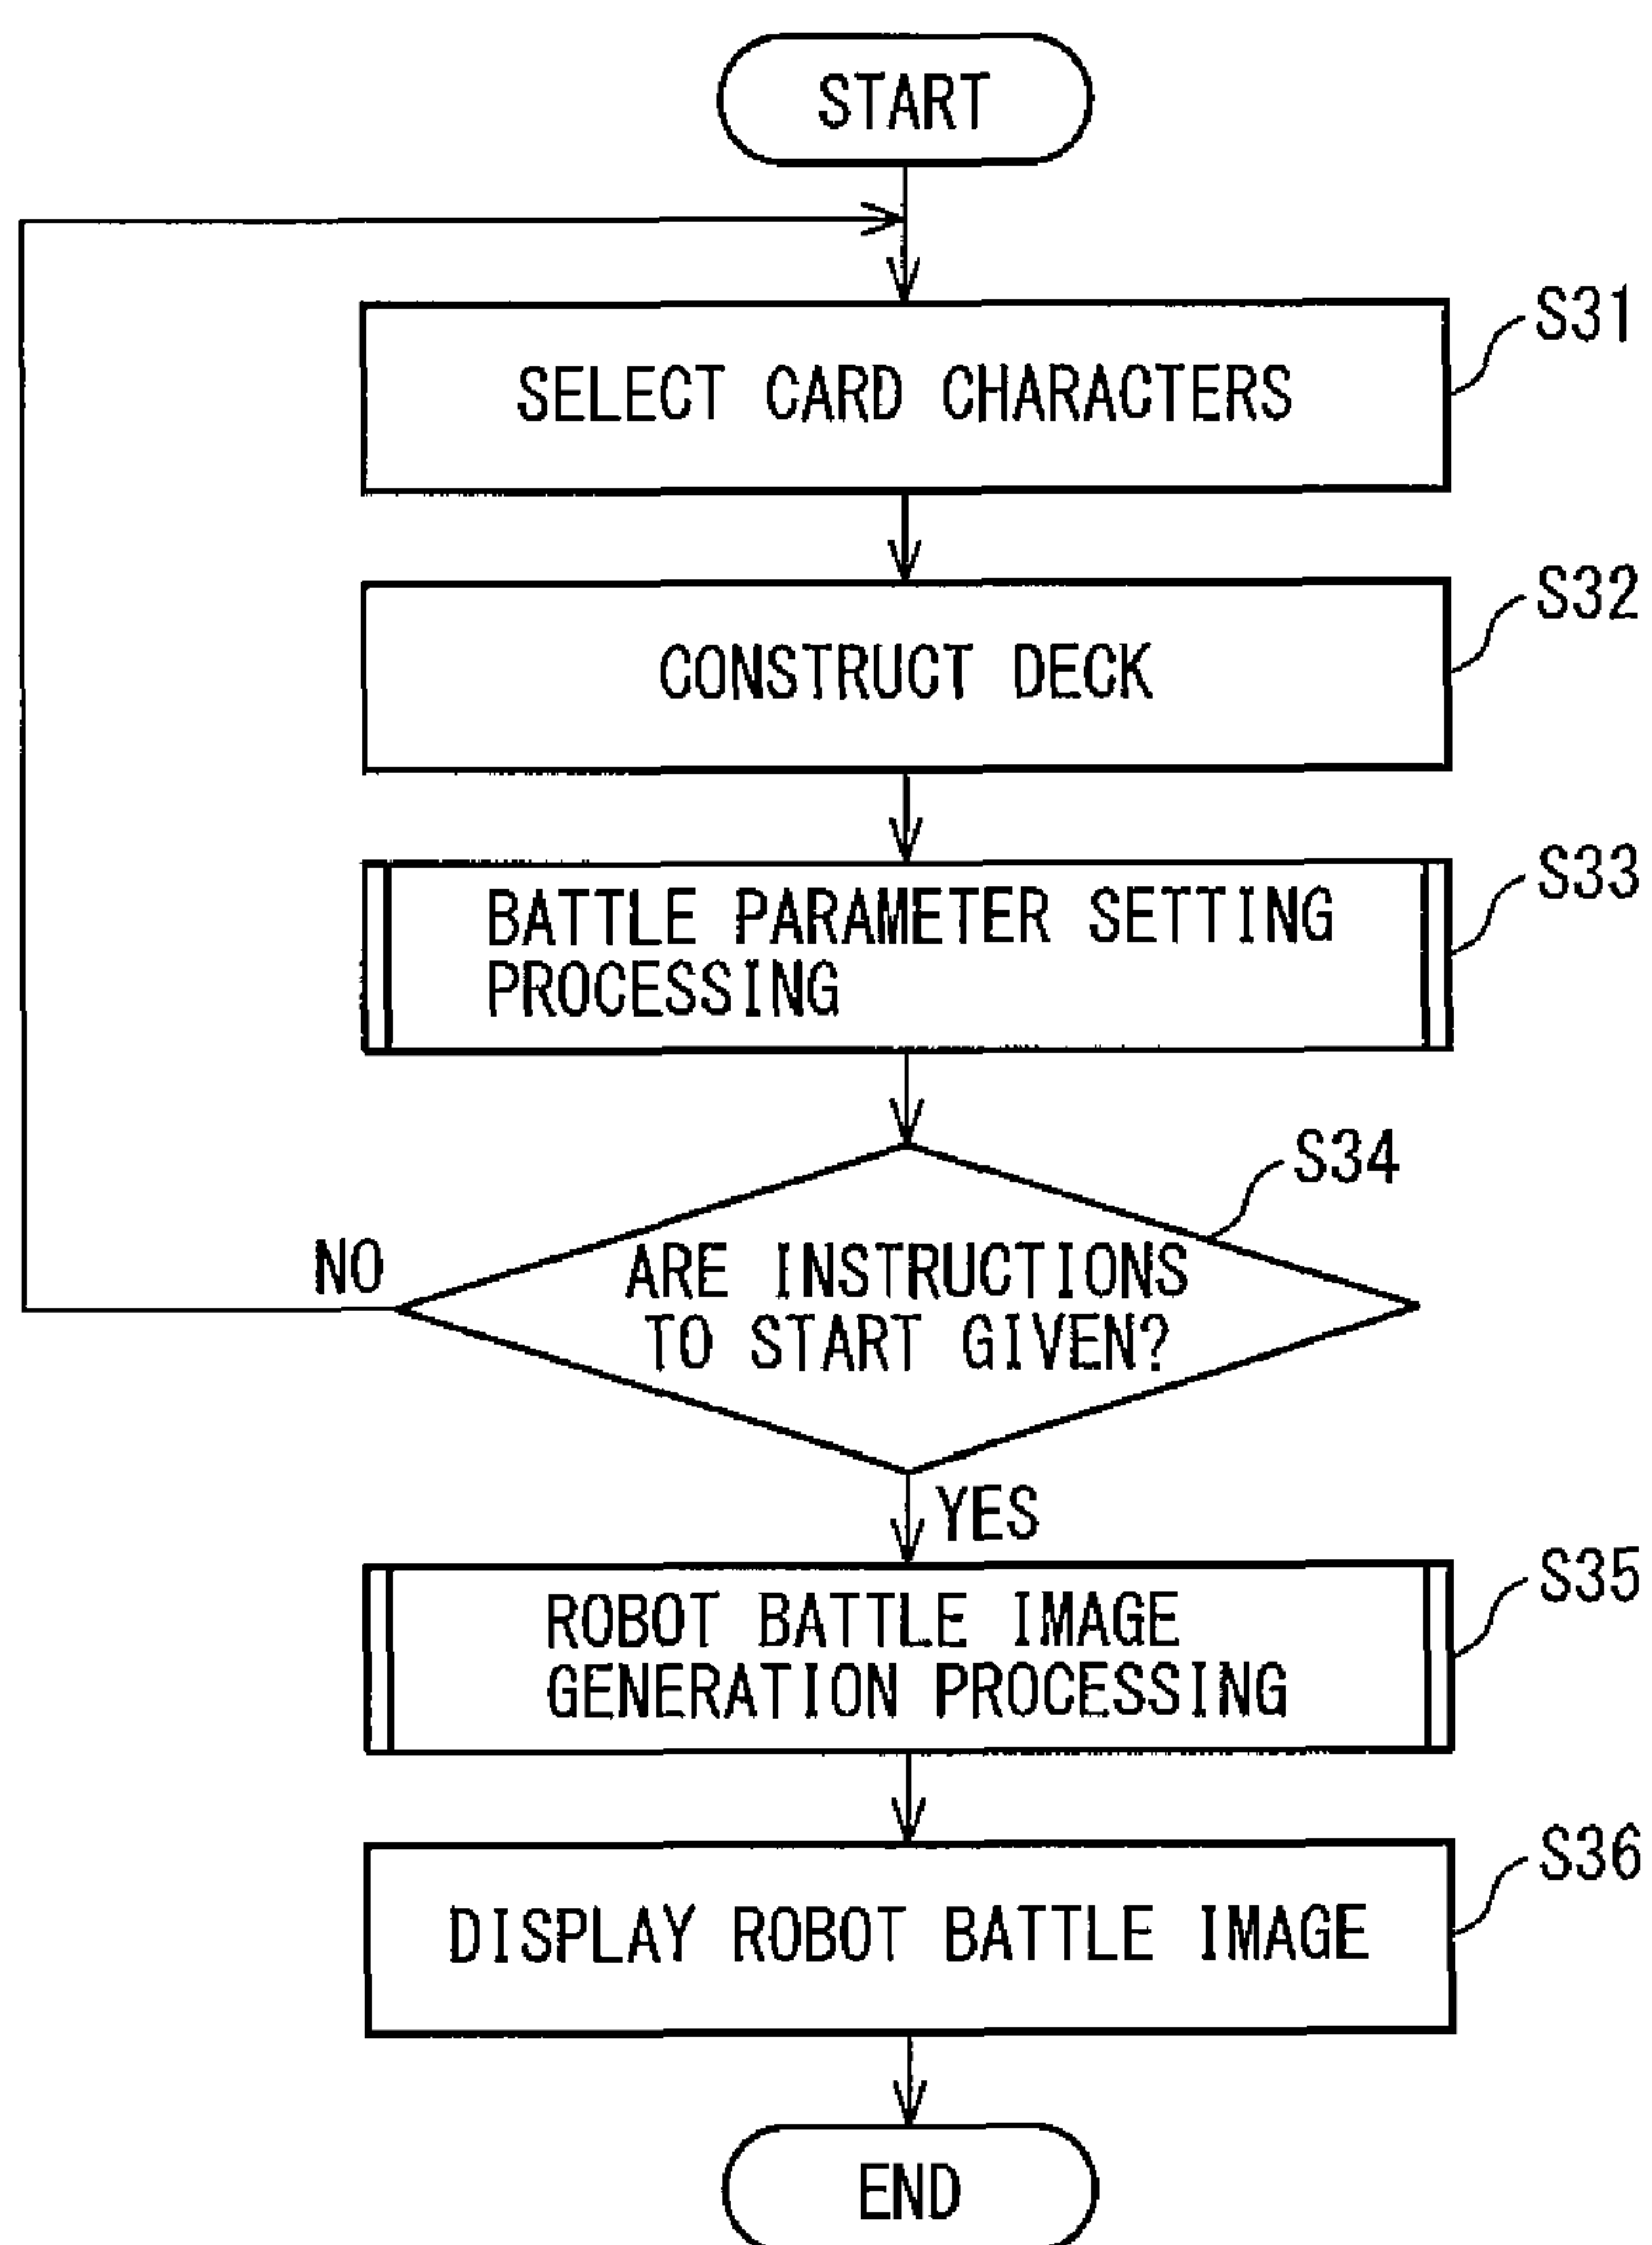 START
SELECT CARD CHARACTERS
S31
CONSTRUCT DECK
S32
BATTLE PARAMETER SETTING
PROCESSING
S33
S34
ARE INSTRUCTIONS
TO START GIVEN?
NO
YES
ROBOT BATTLE IMAGE
GENERATION PROCESSING
S35
DISPLAY ROBOT BATTLE IMAGE
S36
END